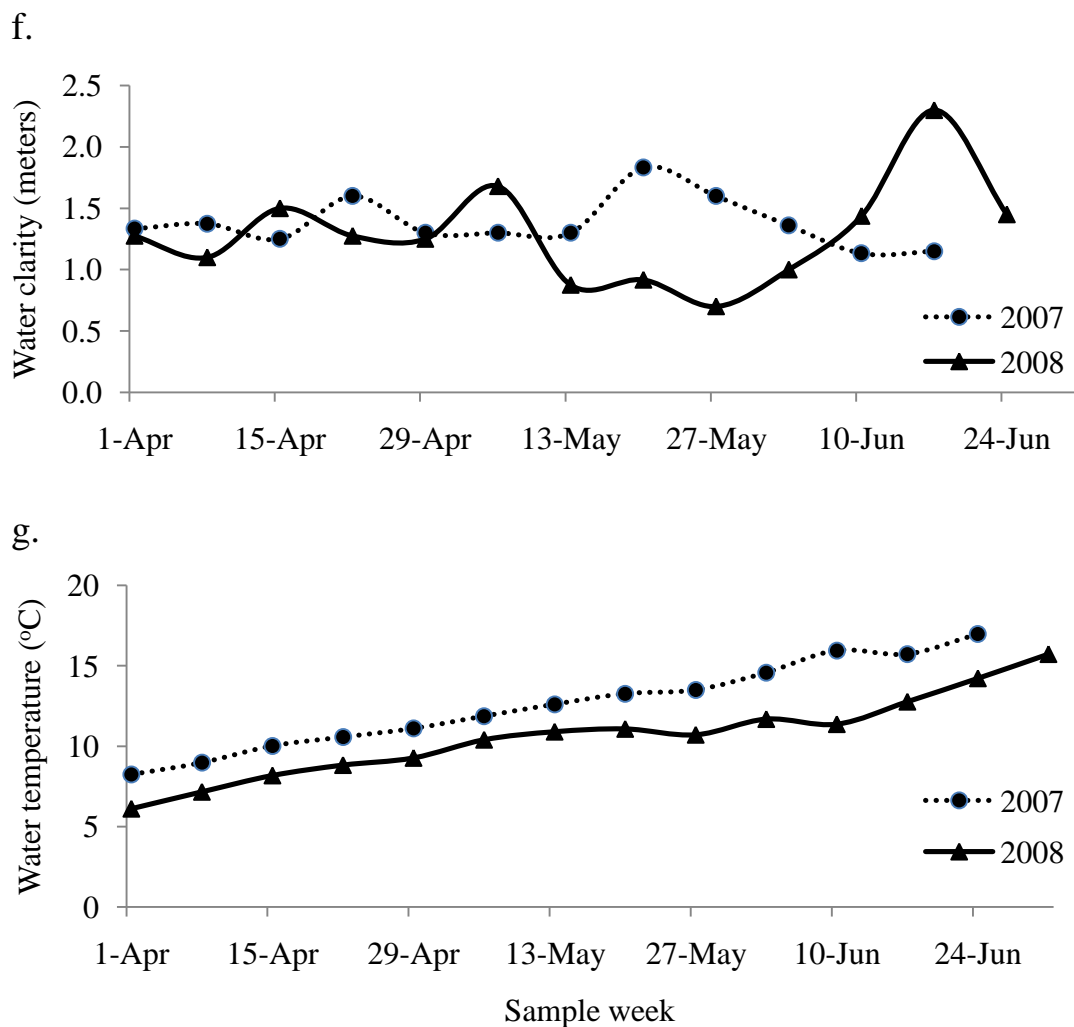 f.
Water clarity (meters)
2.5
2.0
1.5
1.0
0.5
0.0
2007
2008
1-Apr 15-Apr 29-Apr 13-May 27-May 10-Jun 24-Jun
g.
Water temperature (°C)
20
15
10
5
0
2007
2008
1-Apr 15-Apr 29-Apr 13-May 27-May 10-Jun 24-Jun
Sample week